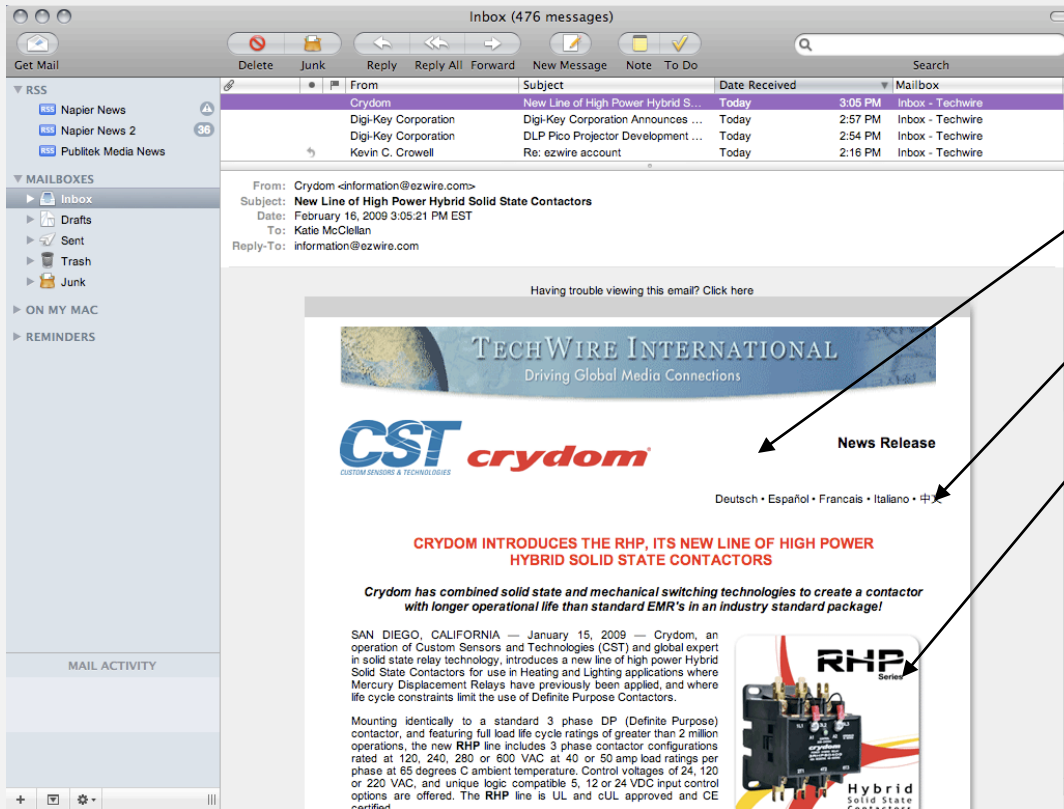 Inbox (476 messages)
Get Mail
Delete Junk Reply Reply All Forward New Message Note To Do Search
RSS
RSS Napier News
RSS Napier News 2 36
RSS Publitek Media News
MAILBOXES
Inbox
Drafts
Sent
Trash
Junk
ON MY MAC
REMINDERS
MAIL ACTIVITY
From Subject Date Received Mailbox
Crydom New Line of High Power Hybrid S... Today 3:05 PM Inbox - Techwire
Digi-Key Corporation Digi-Key Corporation Announces ... Today 2:57 PM Inbox - Techwire
Digi-Key Corporation DLP Pico Projector Development ... Today 2:54 PM Inbox - Techwire
Kevin C. Crowell Re: ezwire account Today 2:16 PM Inbox - Techwire
From: Crydom <information@ezwire.com>
Subject: New Line of High Power Hybrid Solid State Contactors
Date: February 16, 2009 3:05:21 PM EST
To: Katie McClellan
Reply-To: information@ezwire.com
Having trouble viewing this email? Click here
TECHWIRE INTERNATIONAL
Driving Global Media Connections
CST
CUSTOM SENSORS & TECHNOLOGIES
crydom®
News Release
Deutsch • Español • Francais • Italiano • 中文
CRYDOM INTRODUCES THE RHP, ITS NEW LINE OF HIGH POWER
HYBRID SOLID STATE CONTACTORS
Crydom has combined solid state and mechanical switching technologies to create a contactor
with longer operational life than standard EMR's in an industry standard package!
SAN DIEGO, CALIFORNIA — January 15, 2009 — Crydom, an
operation of Custom Sensors and Technologies (CST) and global expert
in solid state relay technology, introduces a new line of high power Hybrid
Solid State Contactors for use in Heating and Lighting applications where
Mercury Displacement Relays have previously been applied, and where
life cycle constraints limit the use of Definite Purpose Contactors.
Mounting identically to a standard 3 phase DP (Definite Purpose)
contactor, and featuring full load life cycle ratings of greater than 2 million
operations, the new RHP line includes 3 phase contactor configurations
rated at 120, 240, 280 or 600 VAC at 40 or 50 amp load ratings per
phase at 65 degrees C ambient temperature. Control voltages of 24, 120
or 220 VAC, and unique logic compatible 5, 12 or 24 VDC input control
options are offered. The RHP line is UL and cUL approved and CE
certified.
RHP
Series
crydom
Hybrid
Solid State
Contactors